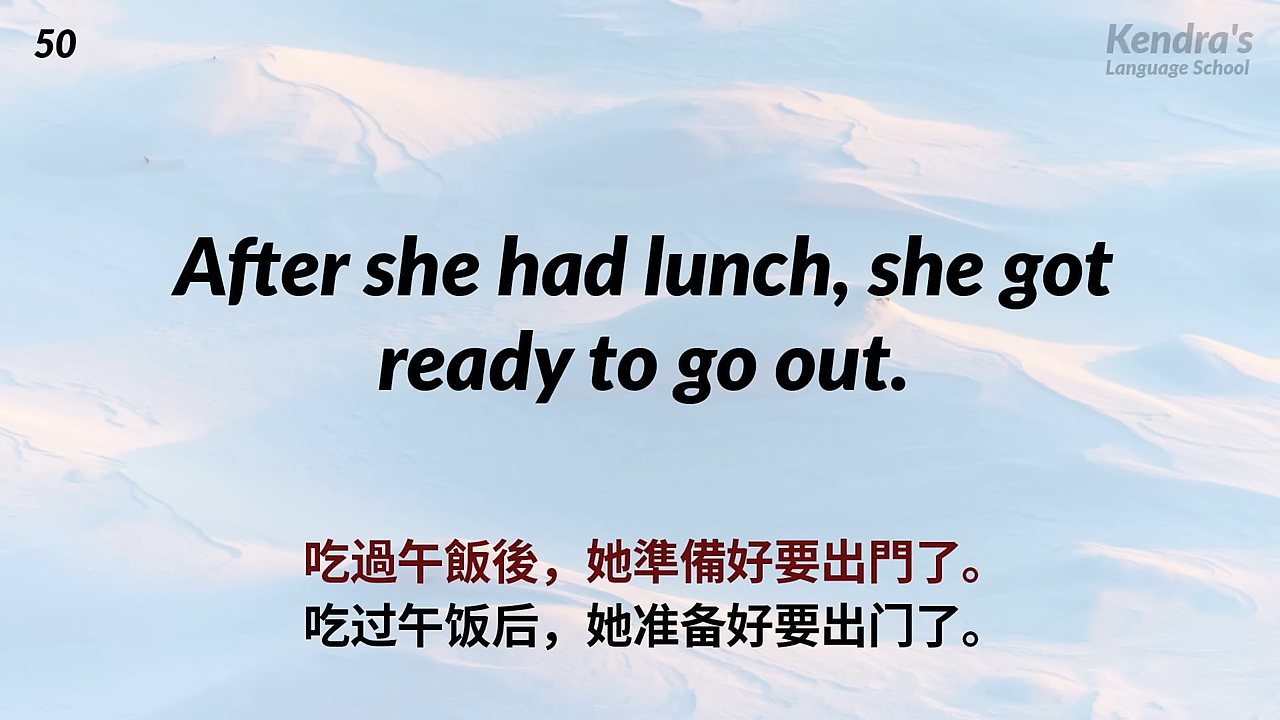 50
Kendra's
Language School
After she had lunch, she got
ready to go out.
吃過午飯後，她準備好要出門了。
吃过午饭后，她准备好要出门了。